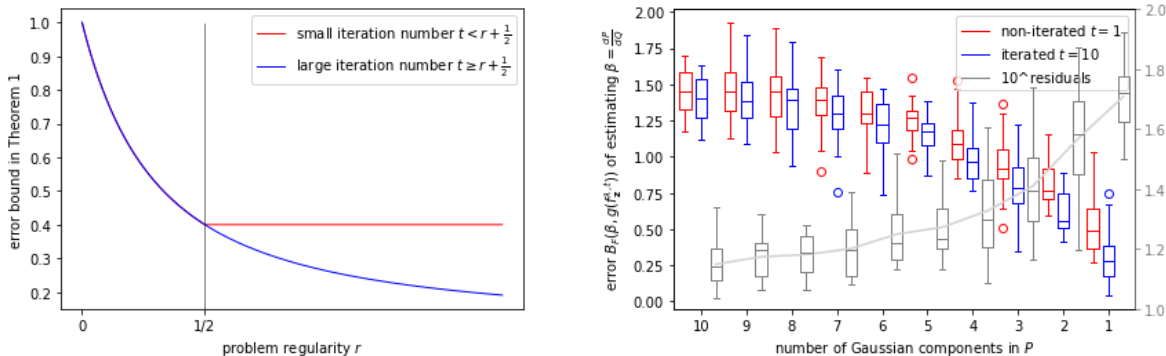 1.0
0.9
0.8
0.7
0.6
0.5
0.4
0.3
0.2
error bound in Theorem 1
small iteration number t < r + 1/2
large iteration number t ≥ r + 1/2
0
1/2
problem regularity r
2.00
1.75
1.50
1.25
1.00
0.75
0.50
0.25
0.00
error B_F(β, g(f_z^{λ,t})) of estimating β = dP/dQ
non-iterated t = 1
iterated t = 10
10^residuals
2.0
1.8
1.6
1.4
1.2
1.0
10 9 8 7 6 5 4 3 2 1
number of Gaussian components in P